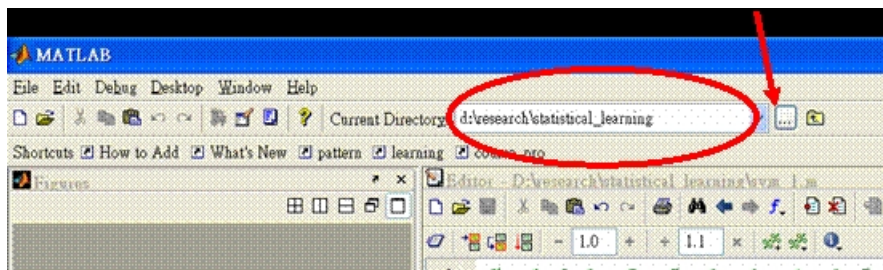 MATLAB
File Edit Debug Desktop Window Help
Current Directory: d:\research\statistical_learning
Shortcuts How to Add What's New pattern learning course_pro
Figures
Editor - D:\research\statistical_learning\svm_1.m
1.0
1.1